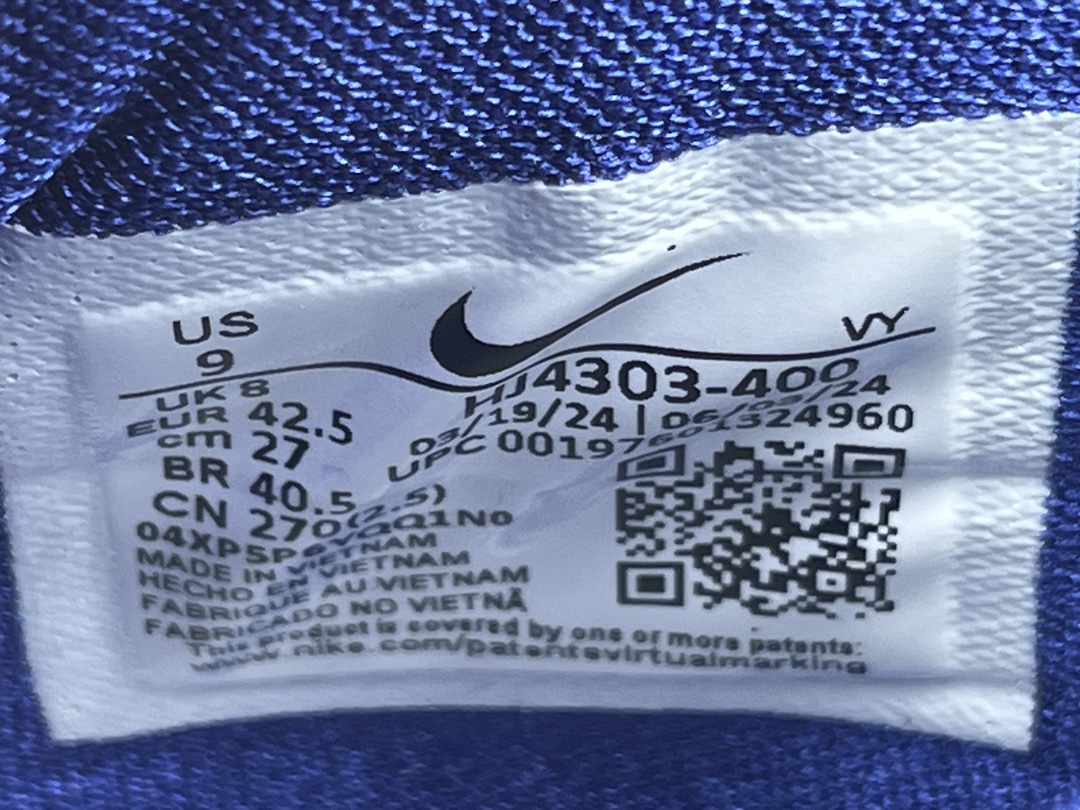 US
9
VY
UK 8
EUR 42.5
cm 27
BR 40.5
CN 270(2.5)
HJ4303-400
03/19/24 | 06/03/24
UPC 00197601324960
MADE IN VIETNAM
HECHO EN VIETNAM
FABRIQUE AU VIETNAM
FABRICADO NO VIETNÃ
This product is covered by one or more patents:
www.nike.com/patentsvirtualmarking